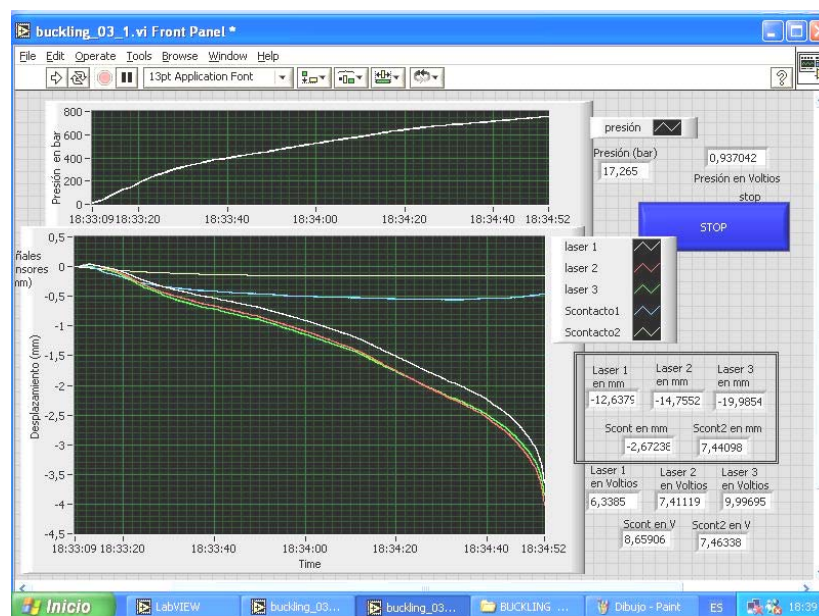 buckling_03_1.vi Front Panel *
File Edit Operate Tools Browse Window Help
13pt Application Font
?
Presión en bar
800
600
400
200
0
18:33:09 18:33:20 18:33:40 18:34:00 18:34:20 18:34:40 18:34:52
presión
Presión (bar)
17,265
0,937042
Presión en Voltios
stop
STOP
ñales
nsores
m)
Desplazamiento (mm)
0,5
0
-0,5
-1
-1,5
-2
-2,5
-3
-3,5
-4
-4,5
18:33:09 18:33:20 18:33:40 18:34:00 18:34:20 18:34:40 18:34:52
Time
laser 1
laser 2
laser 3
Scontacto1
Scontacto2
Laser 1 Laser 2 Laser 3
en mm en mm en mm
-12,6379 -14,7552 -19,9854
Scont en mm Scont2 en mm
-2,67238 7,44098
Laser 1 Laser 2 Laser 3
en Voltios en Voltios en Voltios
6,3385 7,41119 9,99695
Scont en V Scont2 en V
8,65906 7,46338
Inicio LabVIEW buckling_03... buckling_03... BUCKLING ... Dibujo - Paint ES 18:39